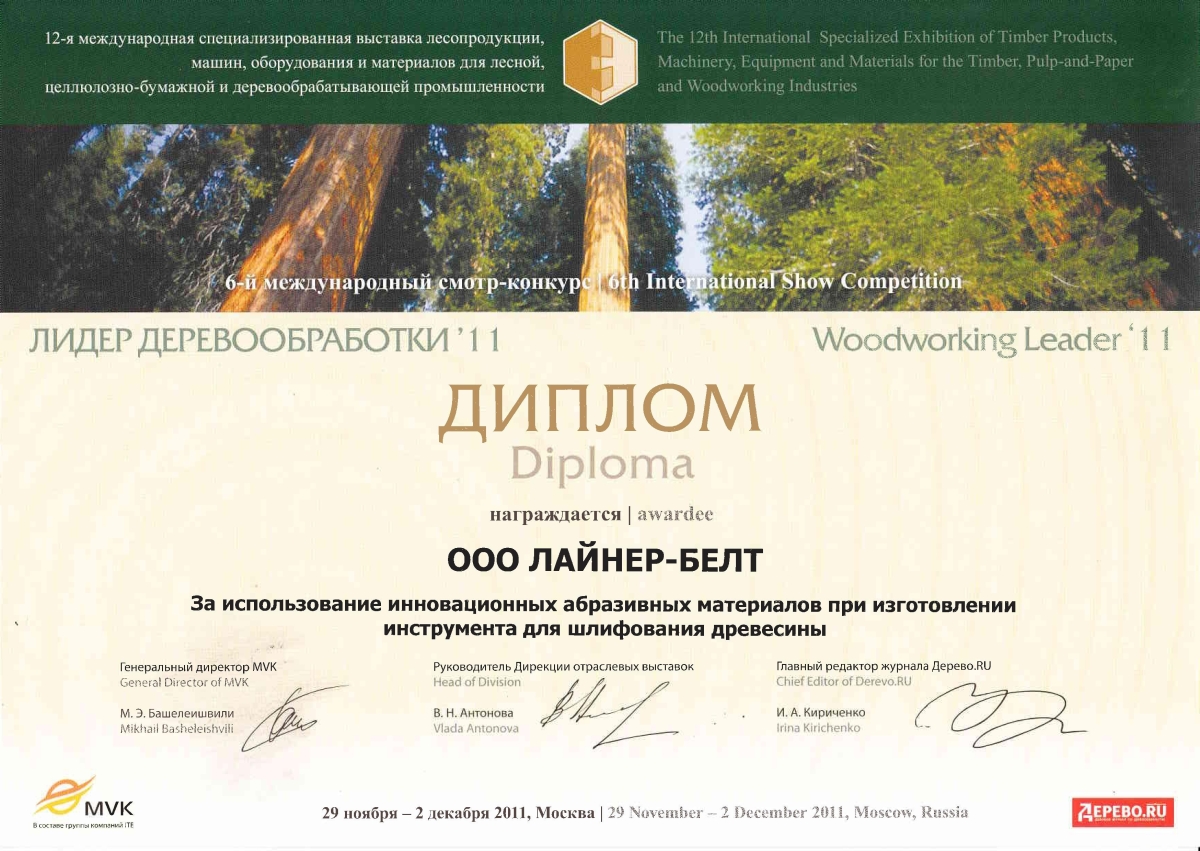 12-я международная специализированная выставка лесопродукции,
машин, оборудования и материалов для лесной,
целлюлозно-бумажной и деревообрабатывающей промышленности
The 12th International Specialized Exhibition of Timber Products,
Machinery, Equipment and Materials for the Timber, Pulp-and-Paper
and Woodworking Industries
6-й международный смотр-конкурс | 6th International Show Competition
ЛИДЕР ДЕРЕВООБРАБОТКИ '11
Woodworking Leader '11
ДИПЛОМ
Diploma
награждается | awardee
ООО ЛАЙНЕР-БЕЛТ
За использование инновационных абразивных материалов при изготовлении
инструмента для шлифования древесины
Генеральный директор MVK
General Director of MVK
М. Э. Башелеишвили
Mikhail Basheleishvili
Руководитель Дирекции отраслевых выставок
Head of Division
В. Н. Антонова
Vlada Antonova
Главный редактор журнала Дерево.RU
Chief Editor of Derevo.RU
И. А. Кириченко
Irina Kirichenko
MVK
В составе группы компаний ITE
29 ноября – 2 декабря 2011, Москва | 29 November – 2 December 2011, Moscow, Russia
ДЕРЕВО.RU